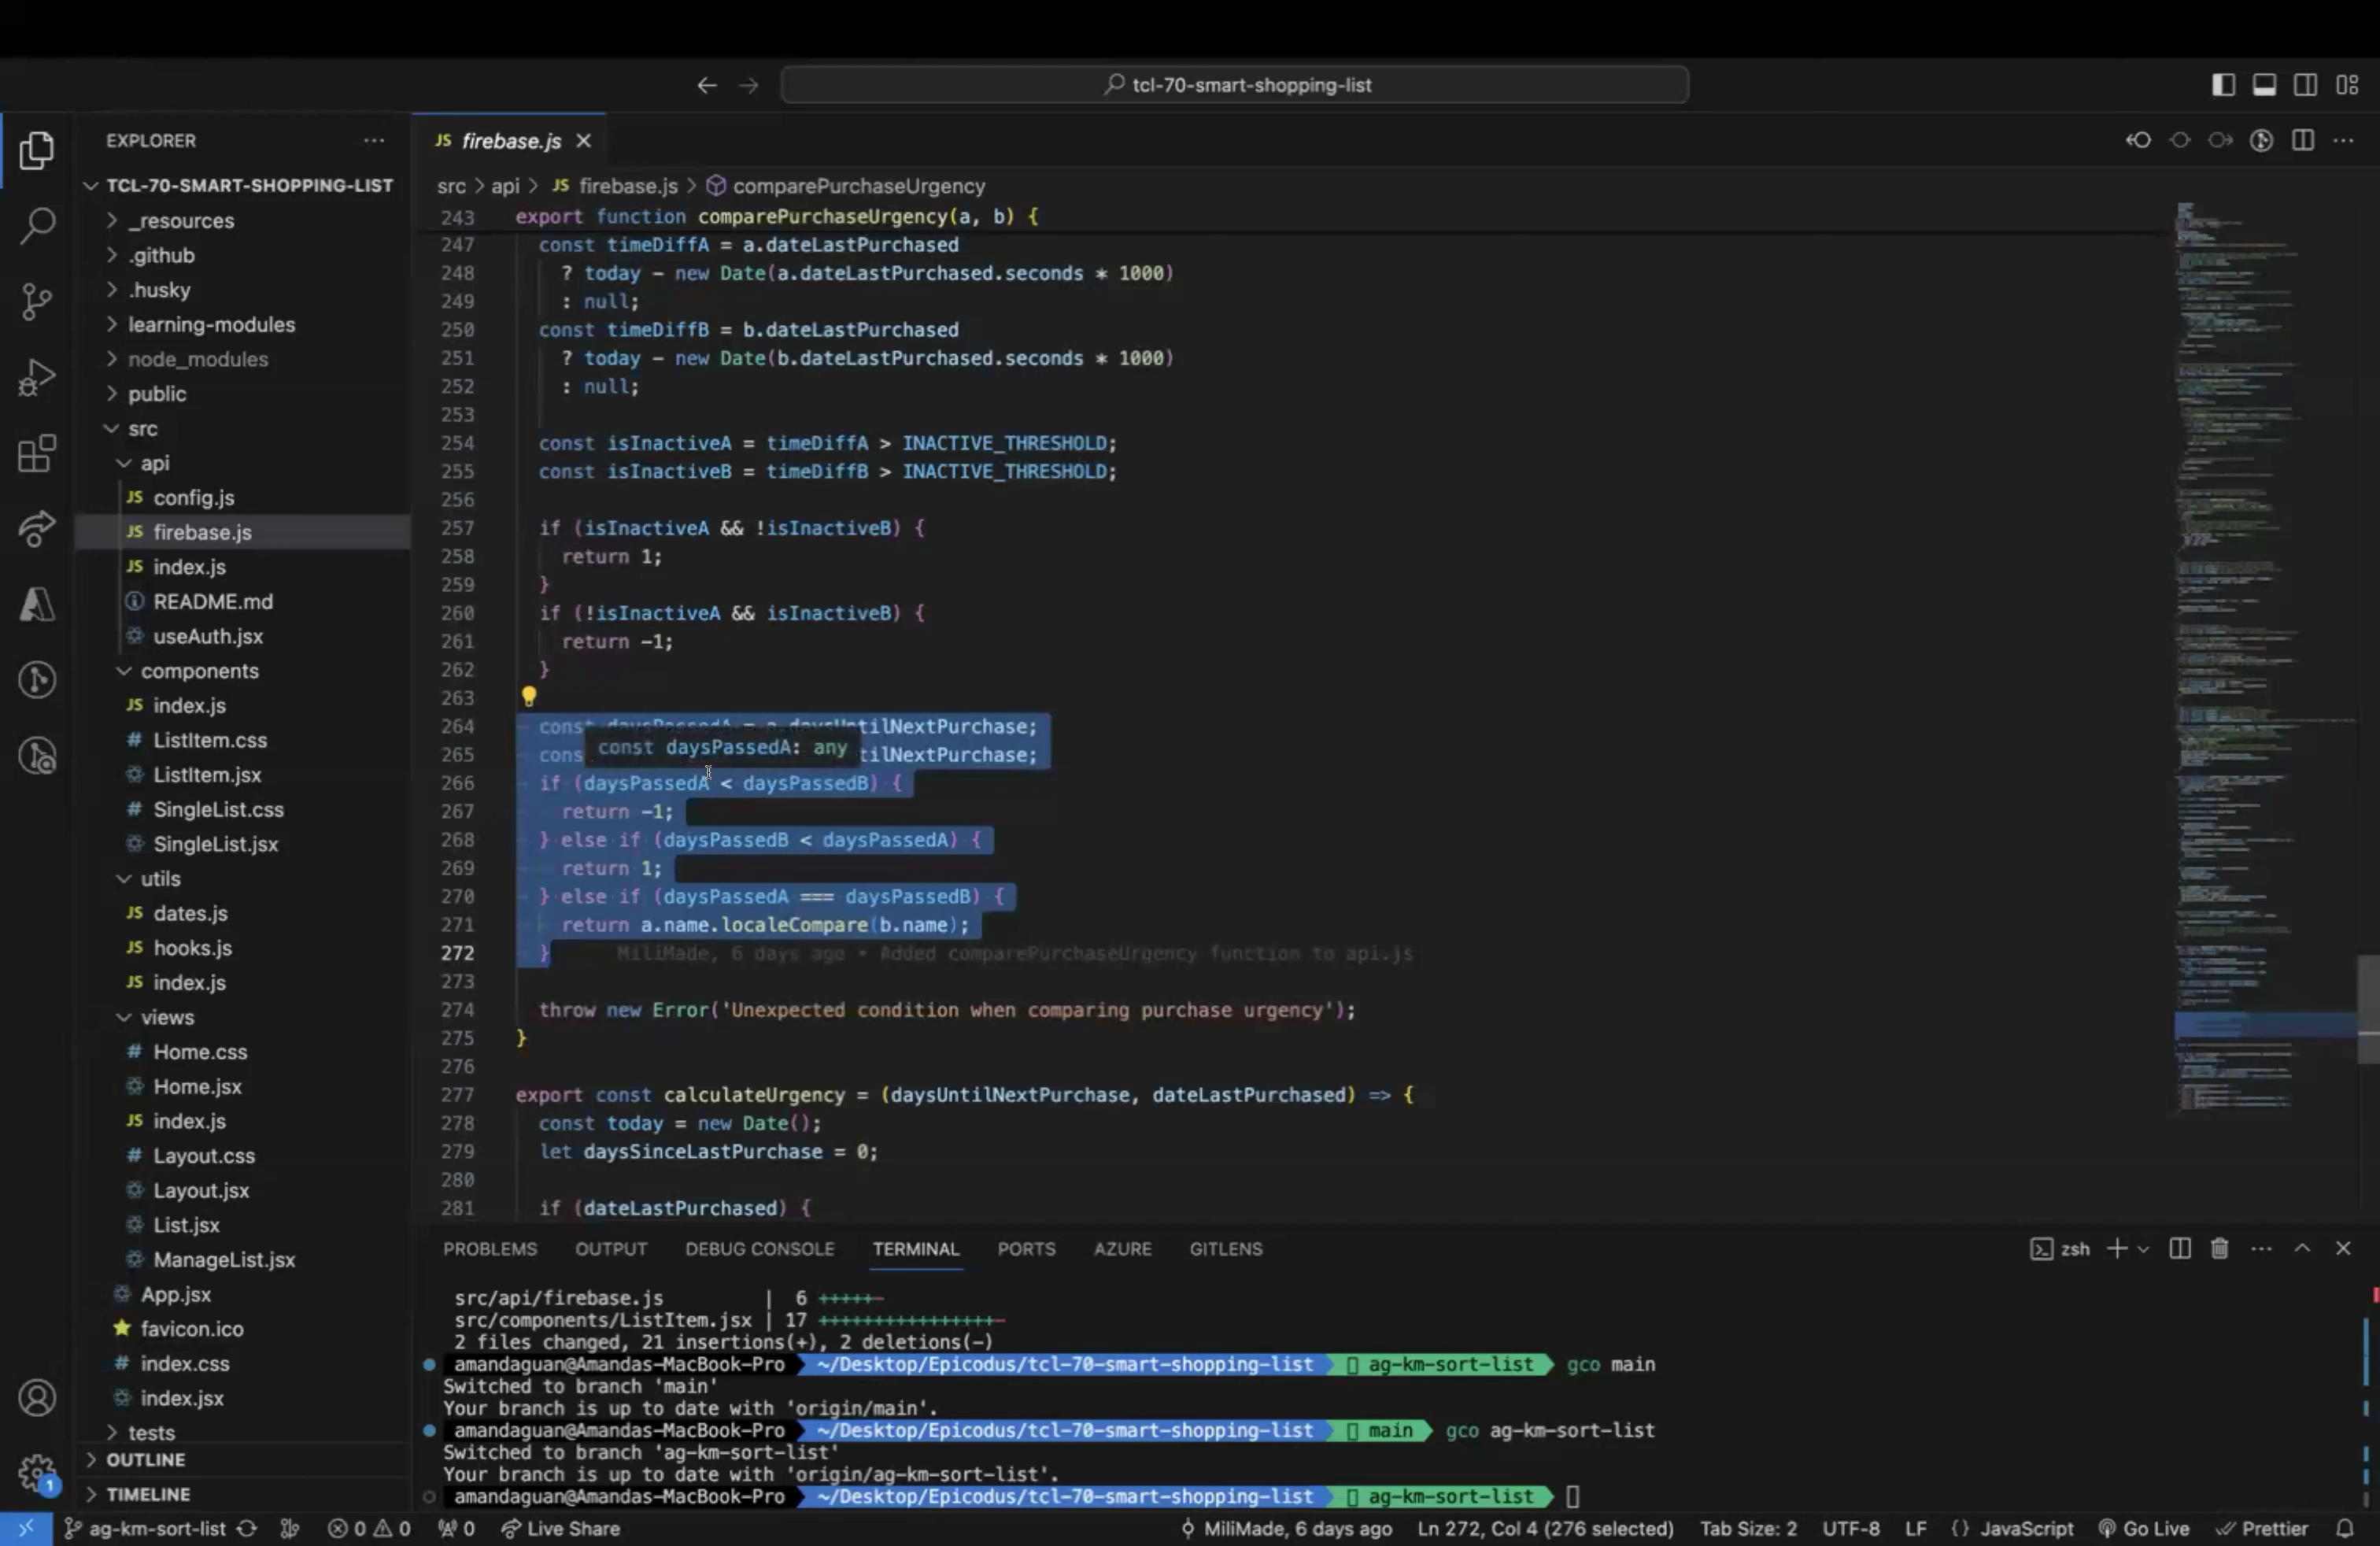 tcl-70-smart-shopping-list
EXPLORER
TCL-70-SMART-SHOPPING-LIST
_resources
.github
.husky
learning-modules
node_modules
public
src
api
JS config.js
JS firebase.js
JS index.js
README.md
useAuth.jsx
components
JS index.js
# ListItem.css
ListItem.jsx
# SingleList.css
SingleList.jsx
utils
JS dates.js
JS hooks.js
JS index.js
views
# Home.css
Home.jsx
JS index.js
# Layout.css
Layout.jsx
List.jsx
ManageList.jsx
App.jsx
favicon.ico
# index.css
index.jsx
tests
OUTLINE
TIMELINE
1
JS firebase.js
src > api > JS firebase.js > comparePurchaseUrgency
243 export function comparePurchaseUrgency(a, b) {
247 const timeDiffA = a.dateLastPurchased
248 ? today - new Date(a.dateLastPurchased.seconds * 1000)
249 : null;
250 const timeDiffB = b.dateLastPurchased
251 ? today - new Date(b.dateLastPurchased.seconds * 1000)
252 : null;
253
254 const isInactiveA = timeDiffA > INACTIVE_THRESHOLD;
255 const isInactiveB = timeDiffB > INACTIVE_THRESHOLD;
256
257 if (isInactiveA && !isInactiveB) {
258 return 1;
259 }
260 if (!isInactiveA && isInactiveB) {
261 return -1;
262 }
263
264 const daysPassedA = a.daysUntilNextPurchase;
const daysPassedA: any
265 cons tilNextPurchase;
266 if (daysPassedA < daysPassedB) {
267 return -1;
268 } else if (daysPassedB < daysPassedA) {
269 return 1;
270 } else if (daysPassedA === daysPassedB) {
271 return a.name.localeCompare(b.name);
272 } MiliMade, 6 days ago • Added comparePurchaseUrgency function to api.js
273
274 throw new Error('Unexpected condition when comparing purchase urgency');
275 }
276
277 export const calculateUrgency = (daysUntilNextPurchase, dateLastPurchased) => {
278 const today = new Date();
279 let daysSinceLastPurchase = 0;
280
281 if (dateLastPurchased) {
PROBLEMS OUTPUT DEBUG CONSOLE TERMINAL PORTS AZURE GITLENS
zsh
src/api/firebase.js | 6 +++++-
src/components/ListItem.jsx | 17 ++++++++++++++++-
2 files changed, 21 insertions(+), 2 deletions(-)
amandaguan@Amandas-MacBook-Pro ~/Desktop/Epicodus/tcl-70-smart-shopping-list ag-km-sort-list gco main
Switched to branch 'main'
Your branch is up to date with 'origin/main'.
amandaguan@Amandas-MacBook-Pro ~/Desktop/Epicodus/tcl-70-smart-shopping-list main gco ag-km-sort-list
Switched to branch 'ag-km-sort-list'
Your branch is up to date with 'origin/ag-km-sort-list'.
amandaguan@Amandas-MacBook-Pro ~/Desktop/Epicodus/tcl-70-smart-shopping-list ag-km-sort-list
ag-km-sort-list 0 0 0 Live Share MiliMade, 6 days ago Ln 272, Col 4 (276 selected) Tab Size: 2 UTF-8 LF {} JavaScript Go Live Prettier